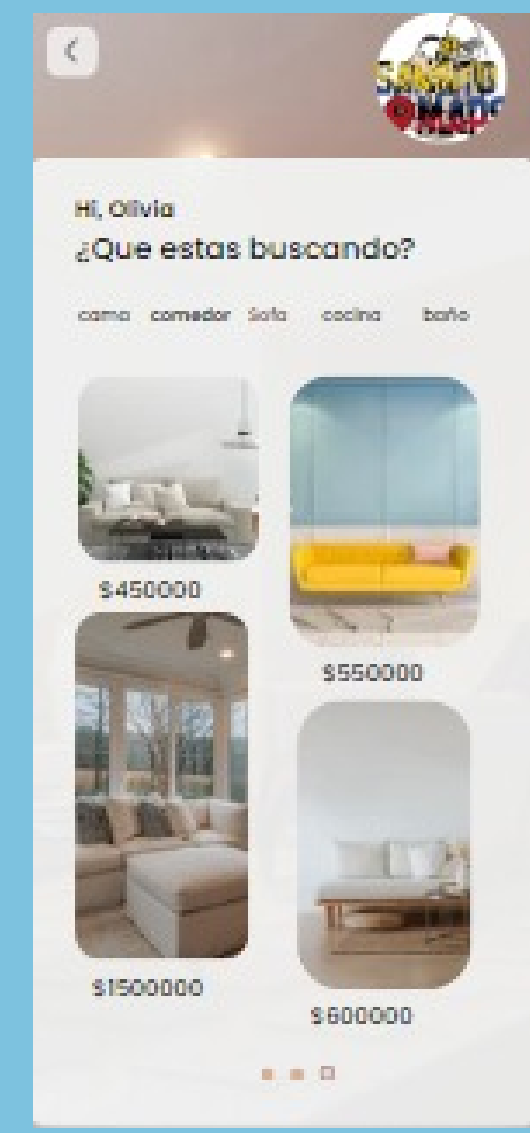 Hi, Olivia
¿Que estas buscando?
cama comedor Sofa cocina baño
$450000
$550000
$1500000
$600000